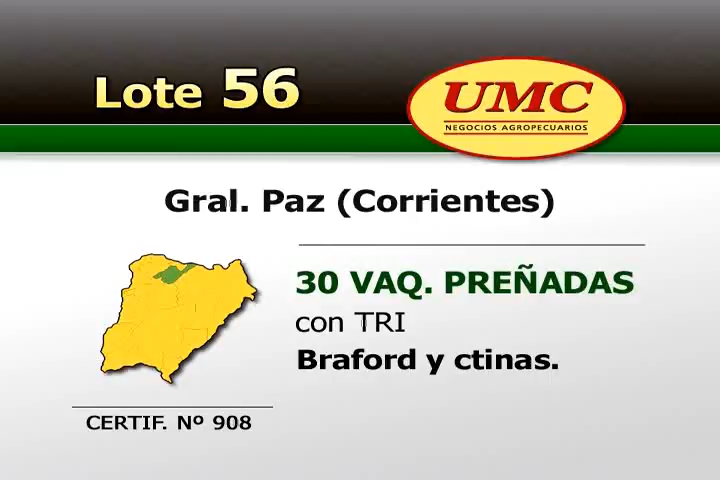 Lote 56
UMC
NEGOCIOS AGROPECUARIOS
Gral. Paz (Corrientes)
30 VAQ. PREÑADAS
con TRI
Braford y ctinas.
CERTIF. Nº 908